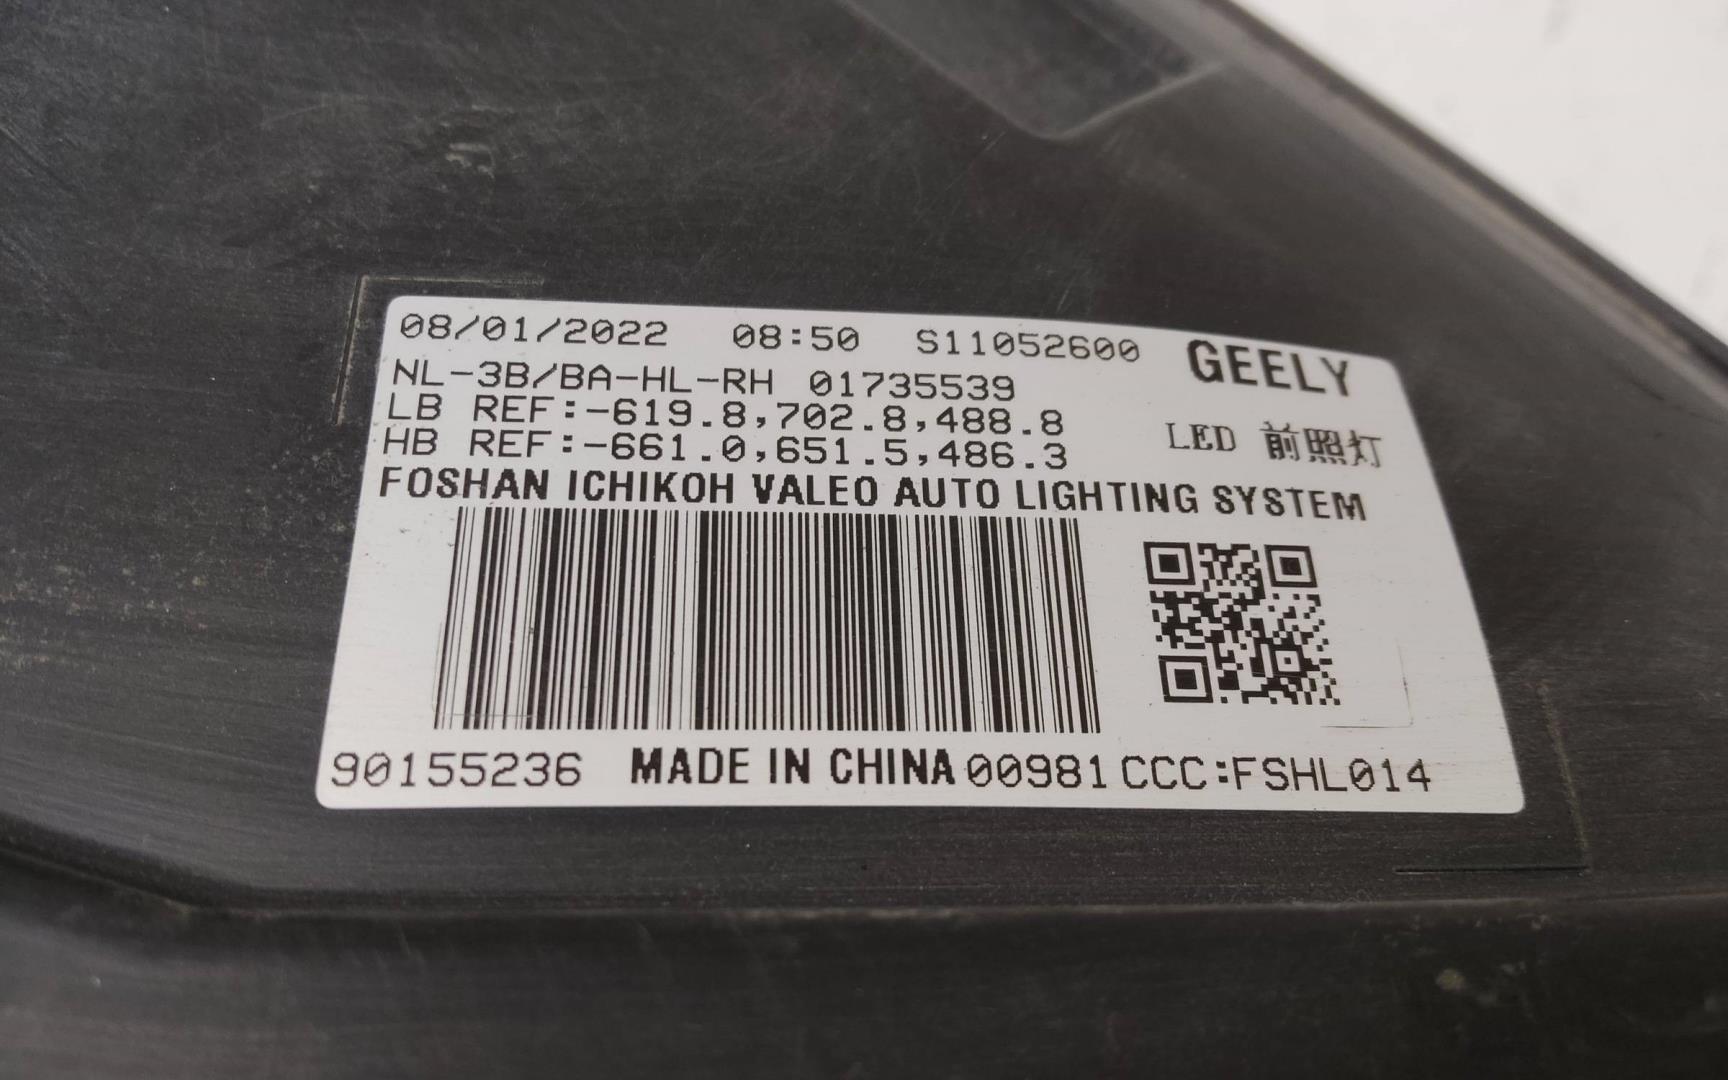 08/01/2022 08:50 S11052600 GEELY
NL-3B/BA-HL-RH 01735539
LB REF:-619.8,702.8,488.8
HB REF:-661.0,651.5,486.3
LED 前照灯
FOSHAN ICHIKOH VALEO AUTO LIGHTING SYSTEM
90155236 MADE IN CHINA 00981 CCC:FSHL014